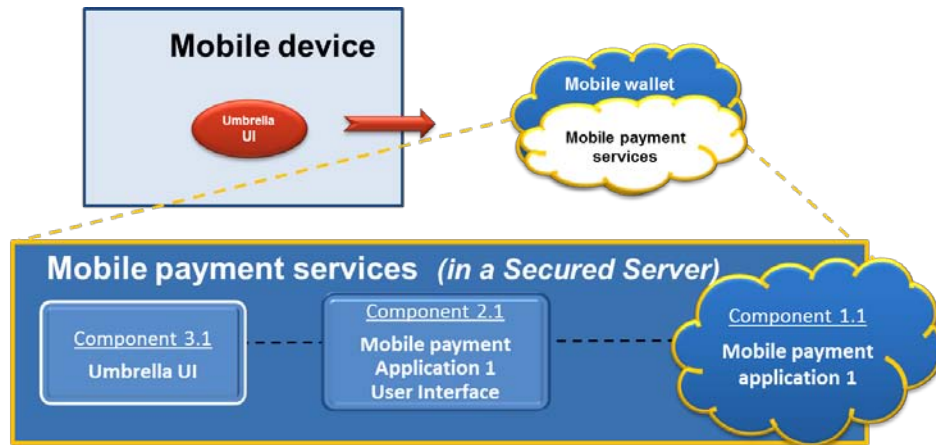 Mobile device
Umbrella
UI
Mobile wallet
Mobile payment
services
Mobile payment services (in a Secured Server)
Component 3.1
Umbrella UI
Component 2.1
Mobile payment
Application 1
User Interface
Component 1.1
Mobile payment
application 1